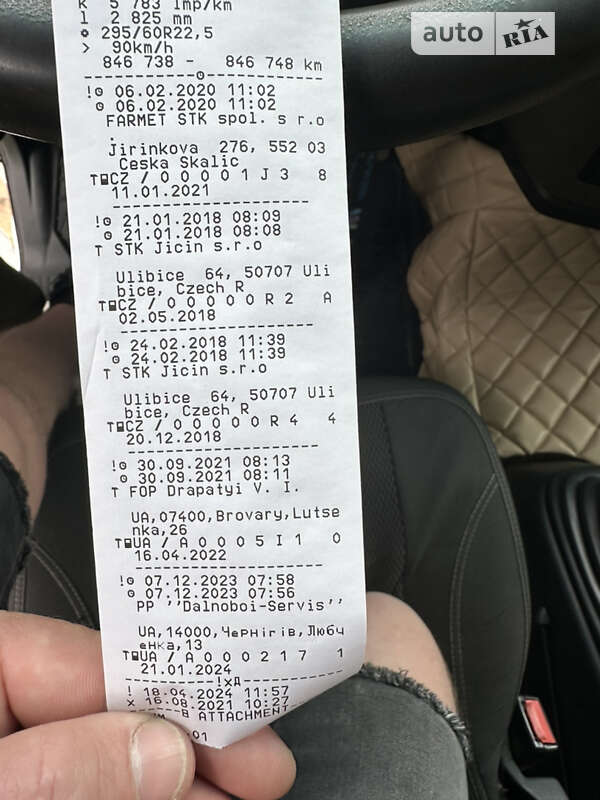 auto RIA
k 5 783 Imp/km
l 2 825 mm
295/60R22,5
> 90km/h
846 738 - 846 748 km
! 06.02.2020 11:02
06.02.2020 11:02
FARMET STK spol. s r.o
.
Jirinkova 276, 552 03
Ceska Skalic
T CZ / 0 0 0 0 1 J 3 8
11.01.2021
! 21.01.2018 08:09
21.01.2018 08:08
T STK Jicin s.r.o
Ulibice 64, 50707 Uli
bice, Czech R
T CZ / 0 0 0 0 0 R 2 A
02.05.2018
! 24.02.2018 11:39
24.02.2018 11:39
T STK Jicin s.r.o
Ulibice 64, 50707 Uli
bice, Czech R
T CZ / 0 0 0 0 0 R 4 4
20.12.2018
! 30.09.2021 08:13
30.09.2021 08:11
T FOP Drapatyi V. I.
UA,07400,Brovary,Lutse
nka,26
T UA / A 0 0 0 5 I 1 0
16.04.2022
! 07.12.2023 07:58
07.12.2023 07:56
PP ''Dalnoboi-Servis''
UA,14000,Чернігів,Любч
енка,13
T UA / A 0 0 0 2 1 7 1
21.01.2024
!xД
! 18.04.2024 11:57
x 16.08.2021 10:27
B ATTACHMENT
01